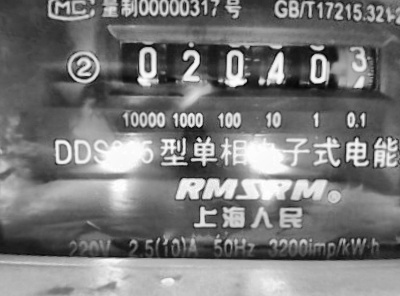 MC 量制00000317号 GB/T17215.321-2
② 0 2 0 4 0 3
10000 1000 100 10 1 0.1
型单相电子式电能
RMSRM®
上海人民
220V 2.5(10)A 50Hz 3200imp/kW·h